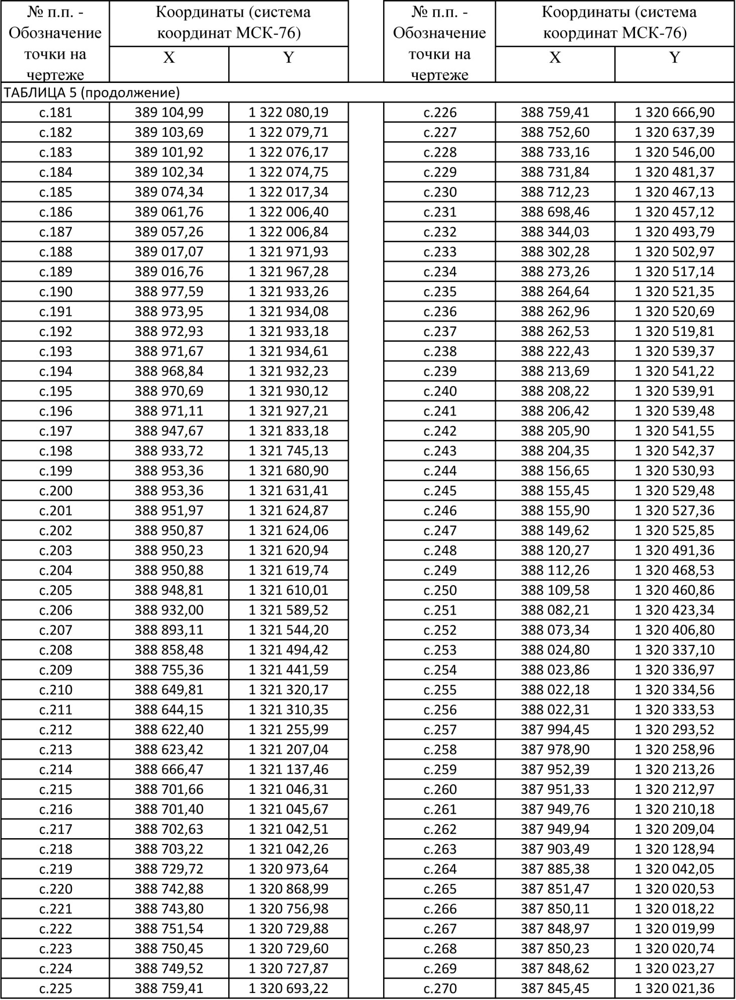 № п.п. - Координаты (система № п.п. - Координаты (система
Обозначение координат МСК-76) Обозначение координат МСК-76)
точки на X Y точки на X Y
чертеже чертеже
ТАБЛИЦА 5 (продолжение)
с.181 389 104,99 1 322 080,19 с.226 388 759,41 1 320 666,90
с.182 389 103,69 1 322 079,71 с.227 388 752,60 1 320 637,39
с.183 389 101,92 1 322 076,17 с.228 388 733,16 1 320 546,00
с.184 389 102,34 1 322 074,75 с.229 388 731,84 1 320 481,37
с.185 389 074,34 1 322 017,34 с.230 388 712,23 1 320 467,13
с.186 389 061,76 1 322 006,40 с.231 388 698,46 1 320 457,12
с.187 389 057,26 1 322 006,84 с.232 388 344,03 1 320 493,79
с.188 389 017,07 1 321 971,93 с.233 388 302,28 1 320 502,97
с.189 389 016,76 1 321 967,28 с.234 388 273,26 1 320 517,14
с.190 388 977,59 1 321 933,26 с.235 388 264,64 1 320 521,35
с.191 388 973,95 1 321 934,08 с.236 388 262,96 1 320 520,69
с.192 388 972,93 1 321 933,18 с.237 388 262,53 1 320 519,81
с.193 388 971,67 1 321 934,61 с.238 388 222,43 1 320 539,37
с.194 388 968,84 1 321 932,23 с.239 388 213,69 1 320 541,22
с.195 388 970,69 1 321 930,12 с.240 388 208,22 1 320 539,91
с.196 388 971,11 1 321 927,21 с.241 388 206,42 1 320 539,48
с.197 388 947,67 1 321 833,18 с.242 388 205,90 1 320 541,55
с.198 388 933,72 1 321 745,13 с.243 388 204,35 1 320 542,37
с.199 388 953,36 1 321 680,90 с.244 388 156,65 1 320 530,93
с.200 388 953,36 1 321 631,41 с.245 388 155,45 1 320 529,48
с.201 388 951,97 1 321 624,87 с.246 388 155,90 1 320 527,36
с.202 388 950,87 1 321 624,06 с.247 388 149,62 1 320 525,85
с.203 388 950,23 1 321 620,94 с.248 388 120,27 1 320 491,36
с.204 388 950,88 1 321 619,74 с.249 388 112,26 1 320 468,53
с.205 388 948,81 1 321 610,01 с.250 388 109,58 1 320 460,86
с.206 388 932,00 1 321 589,52 с.251 388 082,21 1 320 423,34
с.207 388 893,11 1 321 544,20 с.252 388 073,34 1 320 406,80
с.208 388 858,48 1 321 494,42 с.253 388 024,80 1 320 337,10
с.209 388 755,36 1 321 441,59 с.254 388 023,86 1 320 336,97
с.210 388 649,81 1 321 320,17 с.255 388 022,18 1 320 334,56
с.211 388 644,15 1 321 310,35 с.256 388 022,31 1 320 333,53
с.212 388 622,40 1 321 255,99 с.257 387 994,45 1 320 293,52
с.213 388 623,42 1 321 207,04 с.258 387 978,90 1 320 258,96
с.214 388 666,47 1 321 137,46 с.259 387 952,39 1 320 213,26
с.215 388 701,66 1 321 046,31 с.260 387 951,33 1 320 212,97
с.216 388 701,40 1 321 045,67 с.261 387 949,76 1 320 210,18
с.217 388 702,63 1 321 042,51 с.262 387 949,94 1 320 209,04
с.218 388 703,22 1 321 042,26 с.263 387 903,49 1 320 128,94
с.219 388 729,72 1 320 973,64 с.264 387 885,38 1 320 042,05
с.220 388 742,88 1 320 868,99 с.265 387 851,47 1 320 020,53
с.221 388 743,80 1 320 756,98 с.266 387 850,11 1 320 018,22
с.222 388 751,54 1 320 729,88 с.267 387 848,97 1 320 019,99
с.223 388 750,45 1 320 729,60 с.268 387 850,23 1 320 020,74
с.224 388 749,52 1 320 727,87 с.269 387 848,62 1 320 023,27
с.225 388 759,41 1 320 693,22 с.270 387 845,45 1 320 021,36